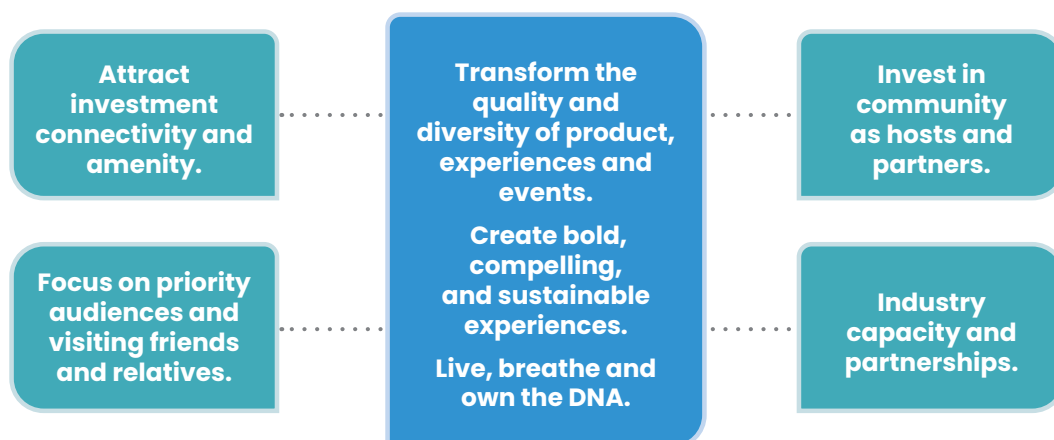 Attract
investment
connectivity and
amenity.
Focus on priority
audiences and
visiting friends
and relatives.
Transform the
quality and
diversity of product,
experiences and
events.
Create bold,
compelling,
and sustainable
experiences.
Live, breathe and
own the DNA.
Invest in
community
as hosts and
partners.
Industry
capacity and
partnerships.